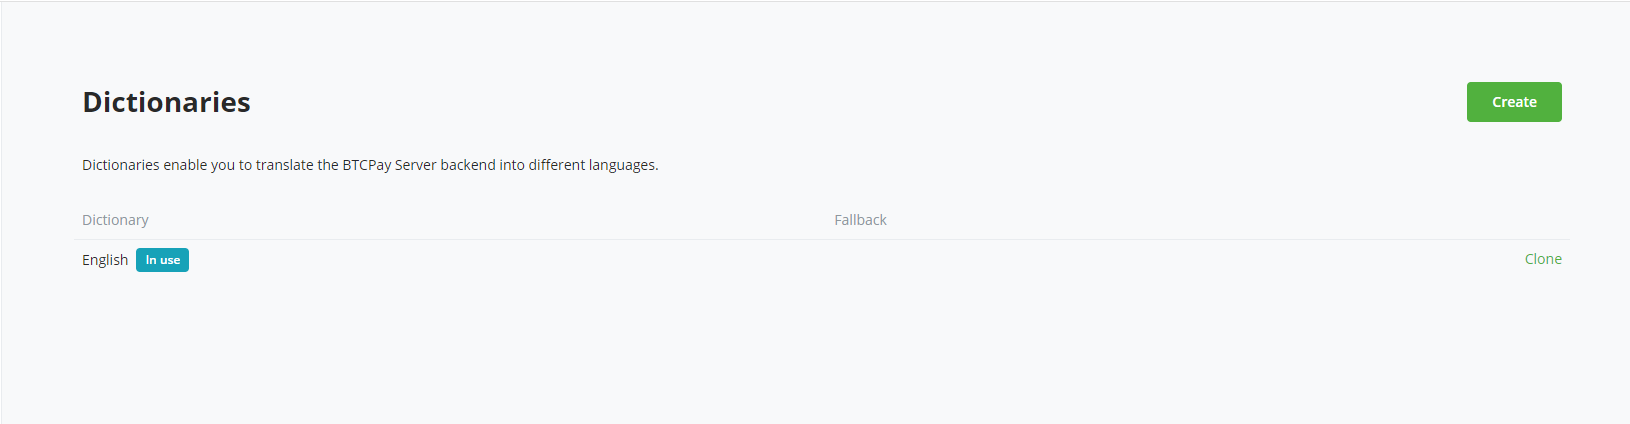 Dictionaries
Create
Dictionaries enable you to translate the BTCPay Server backend into different languages.
Dictionary Fallback
English In use Clone